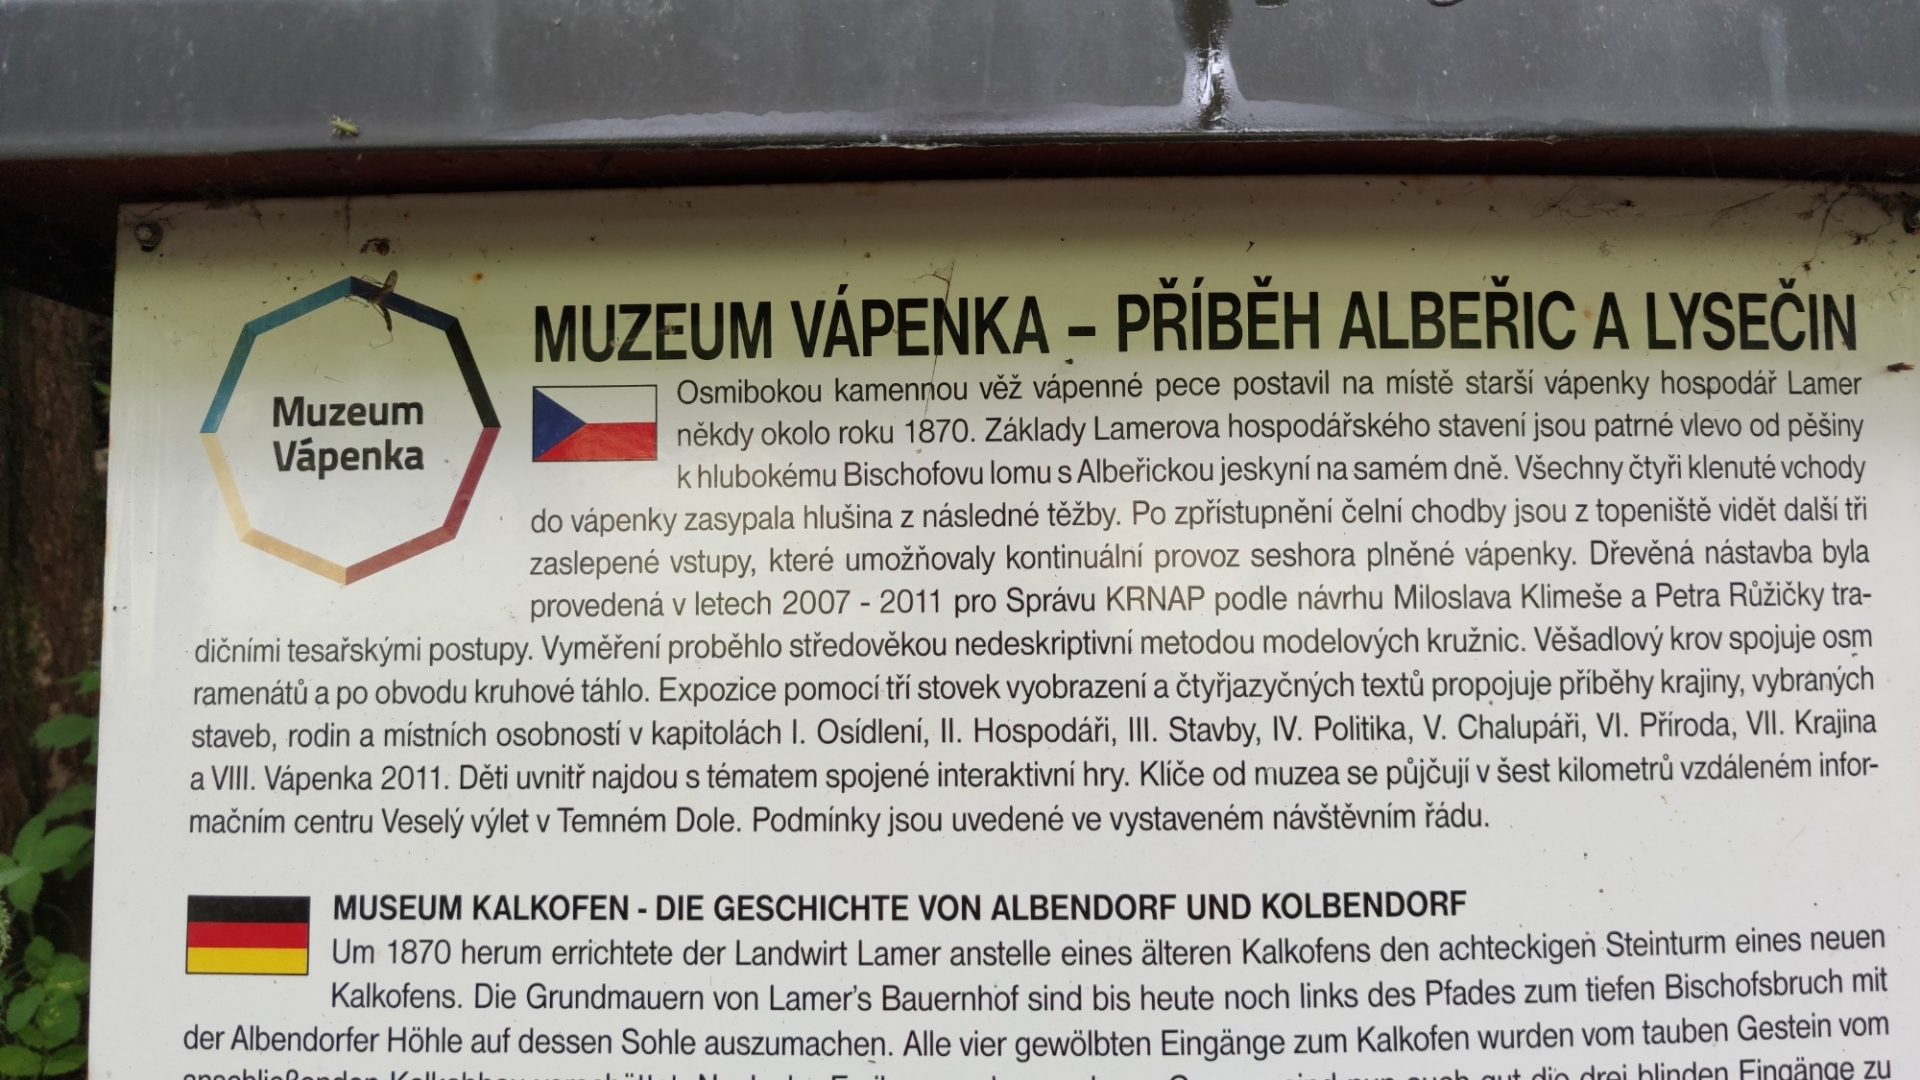 Muzeum
Vápenka
MUZEUM VÁPENKA – PŘÍBĚH ALBEŘIC A LYSEČIN
Osmibokou kamennou věž vápenné pece postavil na místě starší vápenky hospodář Lamer
někdy okolo roku 1870. Základy Lamerova hospodářského stavení jsou patrné vlevo od pěšiny
k hlubokému Bischofovu lomu s Albeřickou jeskyní na samém dně. Všechny čtyři klenuté vchody
do vápenky zasypala hlušina z následné těžby. Po zpřístupnění čelní chodby jsou z topeniště vidět další tři
zaslepené vstupy, které umožňovaly kontinuální provoz seshora plněné vápenky. Dřevěná nástavba byla
provedená v letech 2007 - 2011 pro Správu KRNAP podle návrhu Miloslava Klimeše a Petra Růžičky tra-
dičními tesařskými postupy. Vyměření proběhlo středověkou nedeskriptivní metodou modelových kružnic. Věšadlový krov spojuje osm
ramenátů a po obvodu kruhové táhlo. Expozice pomocí tří stovek vyobrazení a čtyřjazyčných textů propojuje příběhy krajiny, vybraných
staveb, rodin a místních osobností v kapitolách I. Osídlení, II. Hospodáři, III. Stavby, IV. Politika, V. Chalupáři, VI. Příroda, VII. Krajina
a VIII. Vápenka 2011. Děti uvnitř najdou s tématem spojené interaktivní hry. Klíče od muzea se půjčují v šest kilometrů vzdáleném infor-
mačním centru Veselý výlet v Temném Dole. Podmínky jsou uvedené ve vystaveném návštěvním řádu.
MUSEUM KALKOFEN - DIE GESCHICHTE VON ALBENDORF UND KOLBENDORF
Um 1870 herum errichtete der Landwirt Lamer anstelle eines älteren Kalkofens den achteckigen Steinturm eines neuen
Kalkofens. Die Grundmauern von Lamer's Bauernhof sind bis heute noch links des Pfades zum tiefen Bischofsbruch mit
der Albendorfer Höhle auf dessen Sohle auszumachen. Alle vier gewölbten Eingänge zum Kalkofen wurden vom tauben Gestein vom
auch gut die drei blinden Eingänge zu